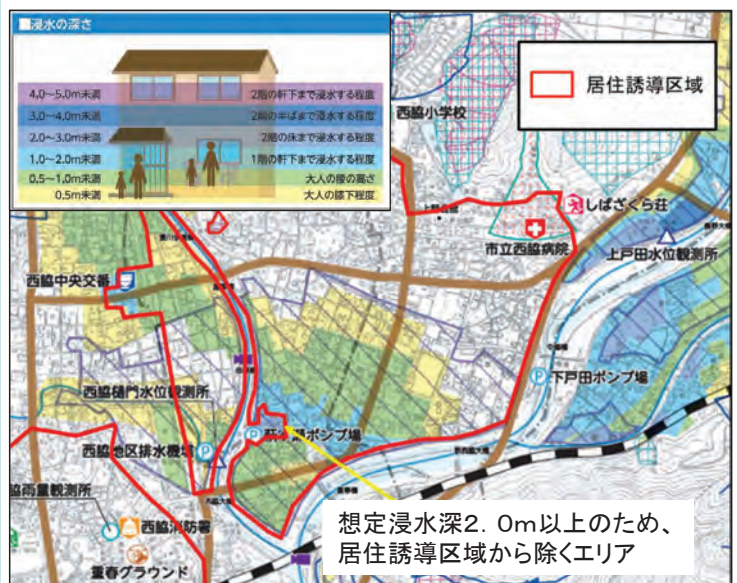 ■浸水の深さ
4.0～5.0m未満 2階の軒下まで浸水する程度
3.0～4.0m未満 2階の半ばまで浸水する程度
2.0～3.0m未満 2階の床まで浸水する程度
1.0～2.0m未満 1階の軒下まで浸水する程度
0.5～1.0m未満 大人の腰の高さ
0.5m未満 大人の膝下程度
居住誘導区域
西脇小学校
しばざくら荘
市立西脇病院
上戸田水位観測所
西脇中央交番
下戸田ポンプ場
西脇樋門水位観測所
ポンプ場
西脇地区排水機場
脇雨量観測所
西脇消防署
重春グラウンド
想定浸水深2．0m以上のため、
居住誘導区域から除くエリア